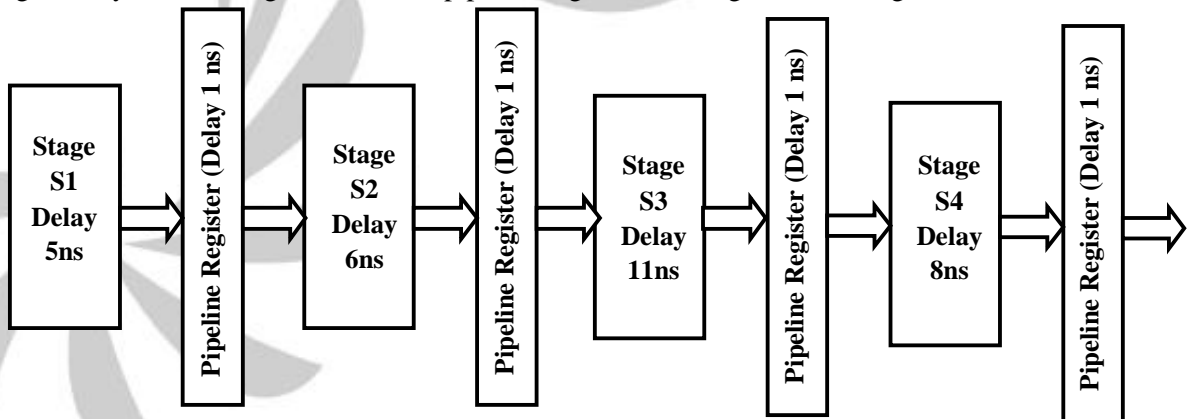 Stage
S1
Delay
5ns
Pipeline Register (Delay 1 ns)
Stage
S2
Delay
6ns
Pipeline Register (Delay 1 ns)
Stage
S3
Delay
11ns
Pipeline Register (Delay 1 ns)
Stage
S4
Delay
8ns
Pipeline Register (Delay 1 ns)